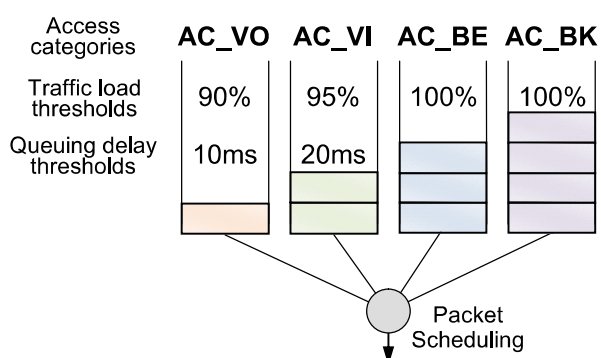 Access
categories
AC_VO AC_VI AC_BE AC_BK
Traffic load
thresholds
90% 95% 100% 100%
Queuing delay
thresholds
10ms 20ms
Packet
Scheduling